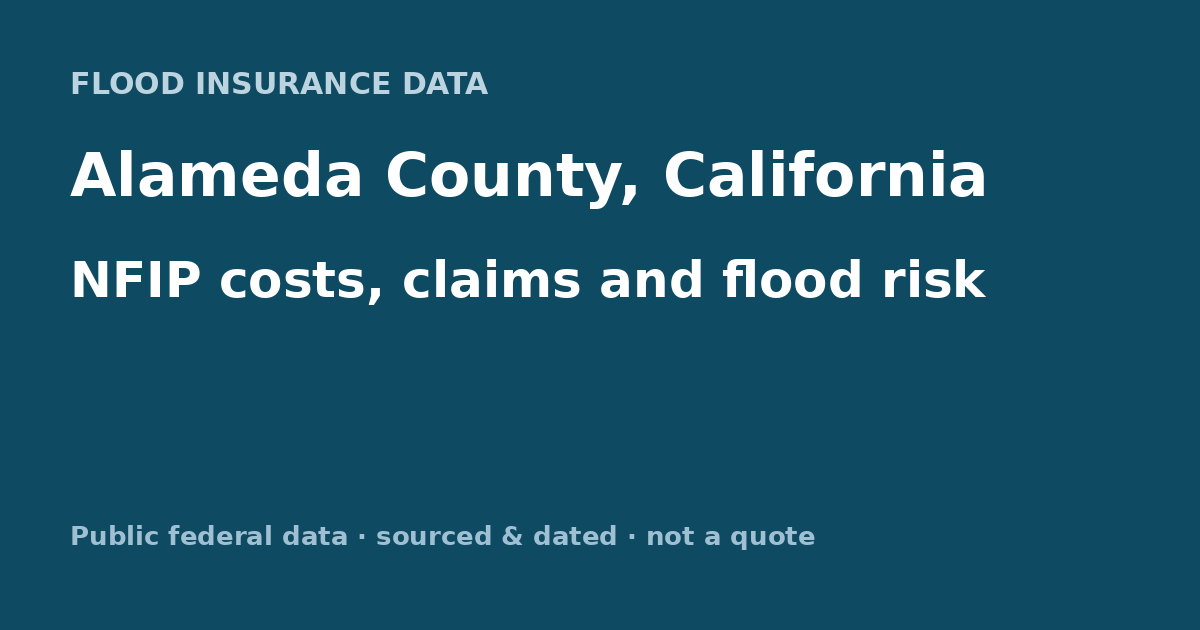 FLOOD INSURANCE DATA
Alameda County, California
NFIP costs, claims and flood risk
Public federal data · sourced & dated · not a quote